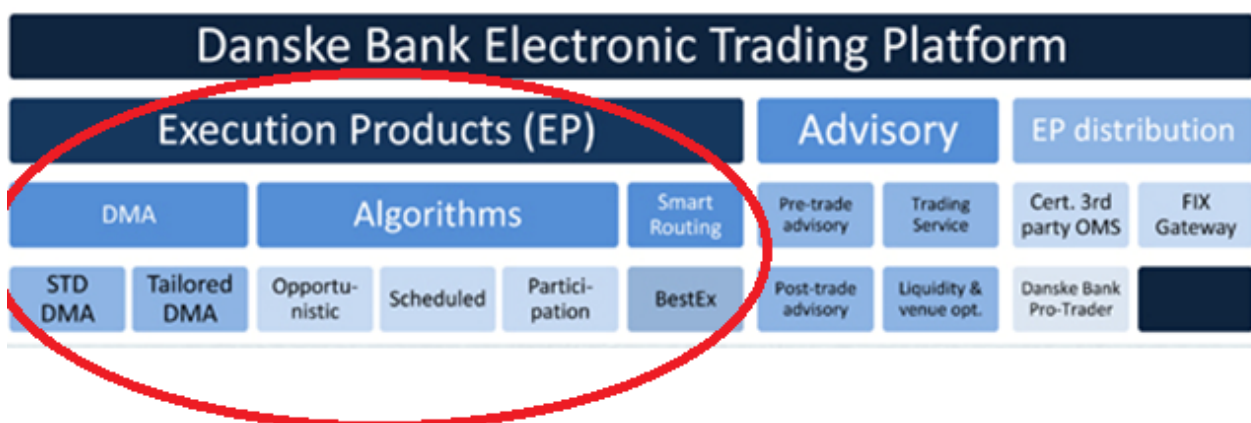 Danske Bank Electronic Trading Platform
Execution Products (EP)
Advisory
EP distribution
DMA
Algorithms
Smart
Routing
Pre-trade
advisory
Trading
Service
Cert. 3rd
party OMS
FIX
Gateway
STD
DMA
Tailored
DMA
Opportu-
nistic
Scheduled
Partici-
pation
BestEx
Post-trade
advisory
Liquidity &
venue opt.
Danske Bank
Pro-Trader